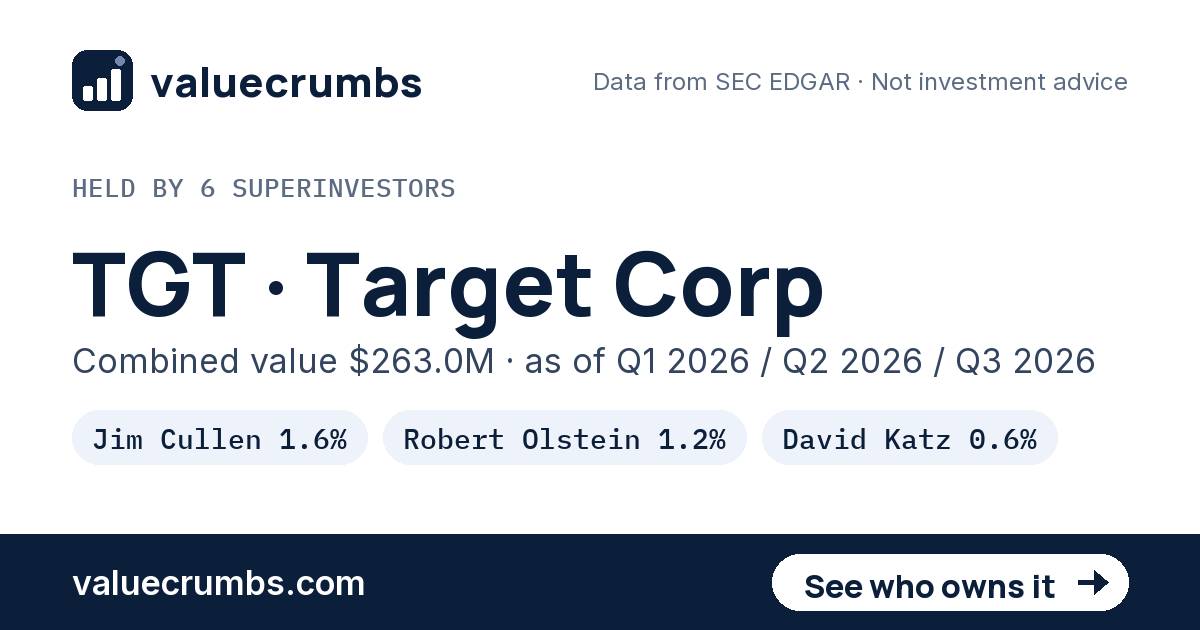 valuecrumbs
Data from SEC EDGAR · Not investment advice
HELD BY 6 SUPERINVESTORS
TGT · Target Corp
Combined value $263.0M · as of Q1 2026 / Q2 2026 / Q3 2026
Jim Cullen 1.6%
Robert Olstein 1.2%
David Katz 0.6%
valuecrumbs.com
See who owns it →